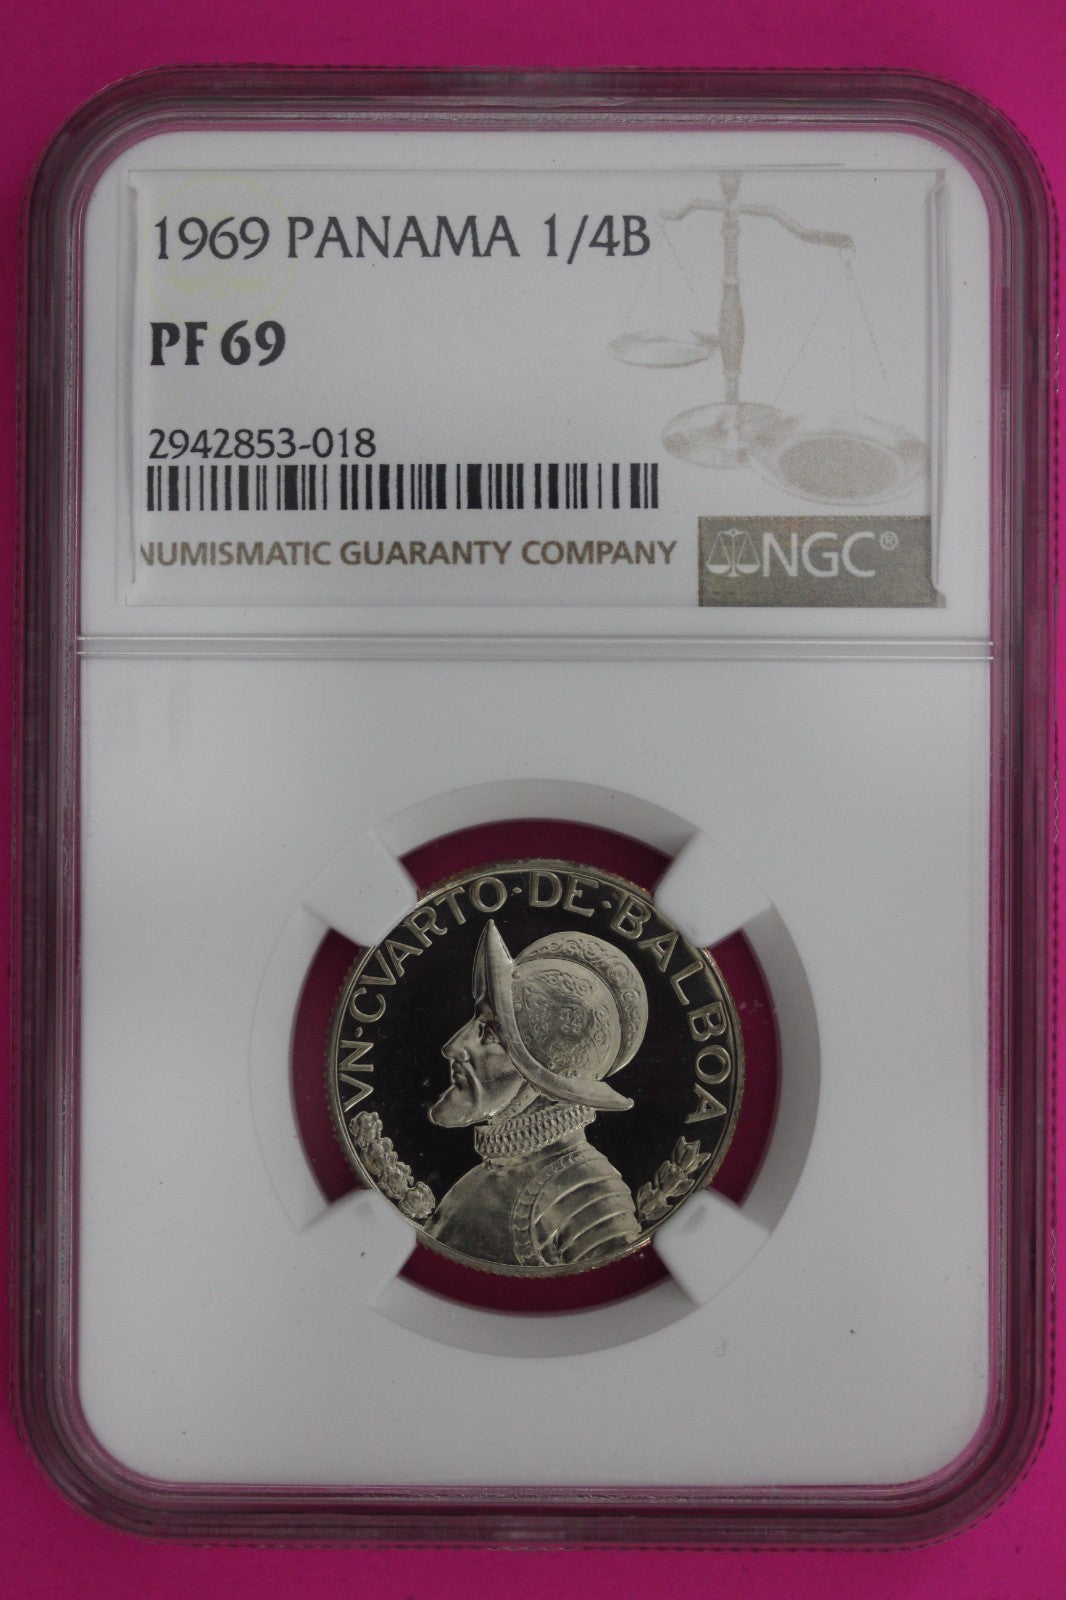 1969 PANAMA 1/4B
PF 69
2942853-018
NUMISMATIC GUARANTY COMPANY
NGC®
VN·CVARTO·DE·BALBOA